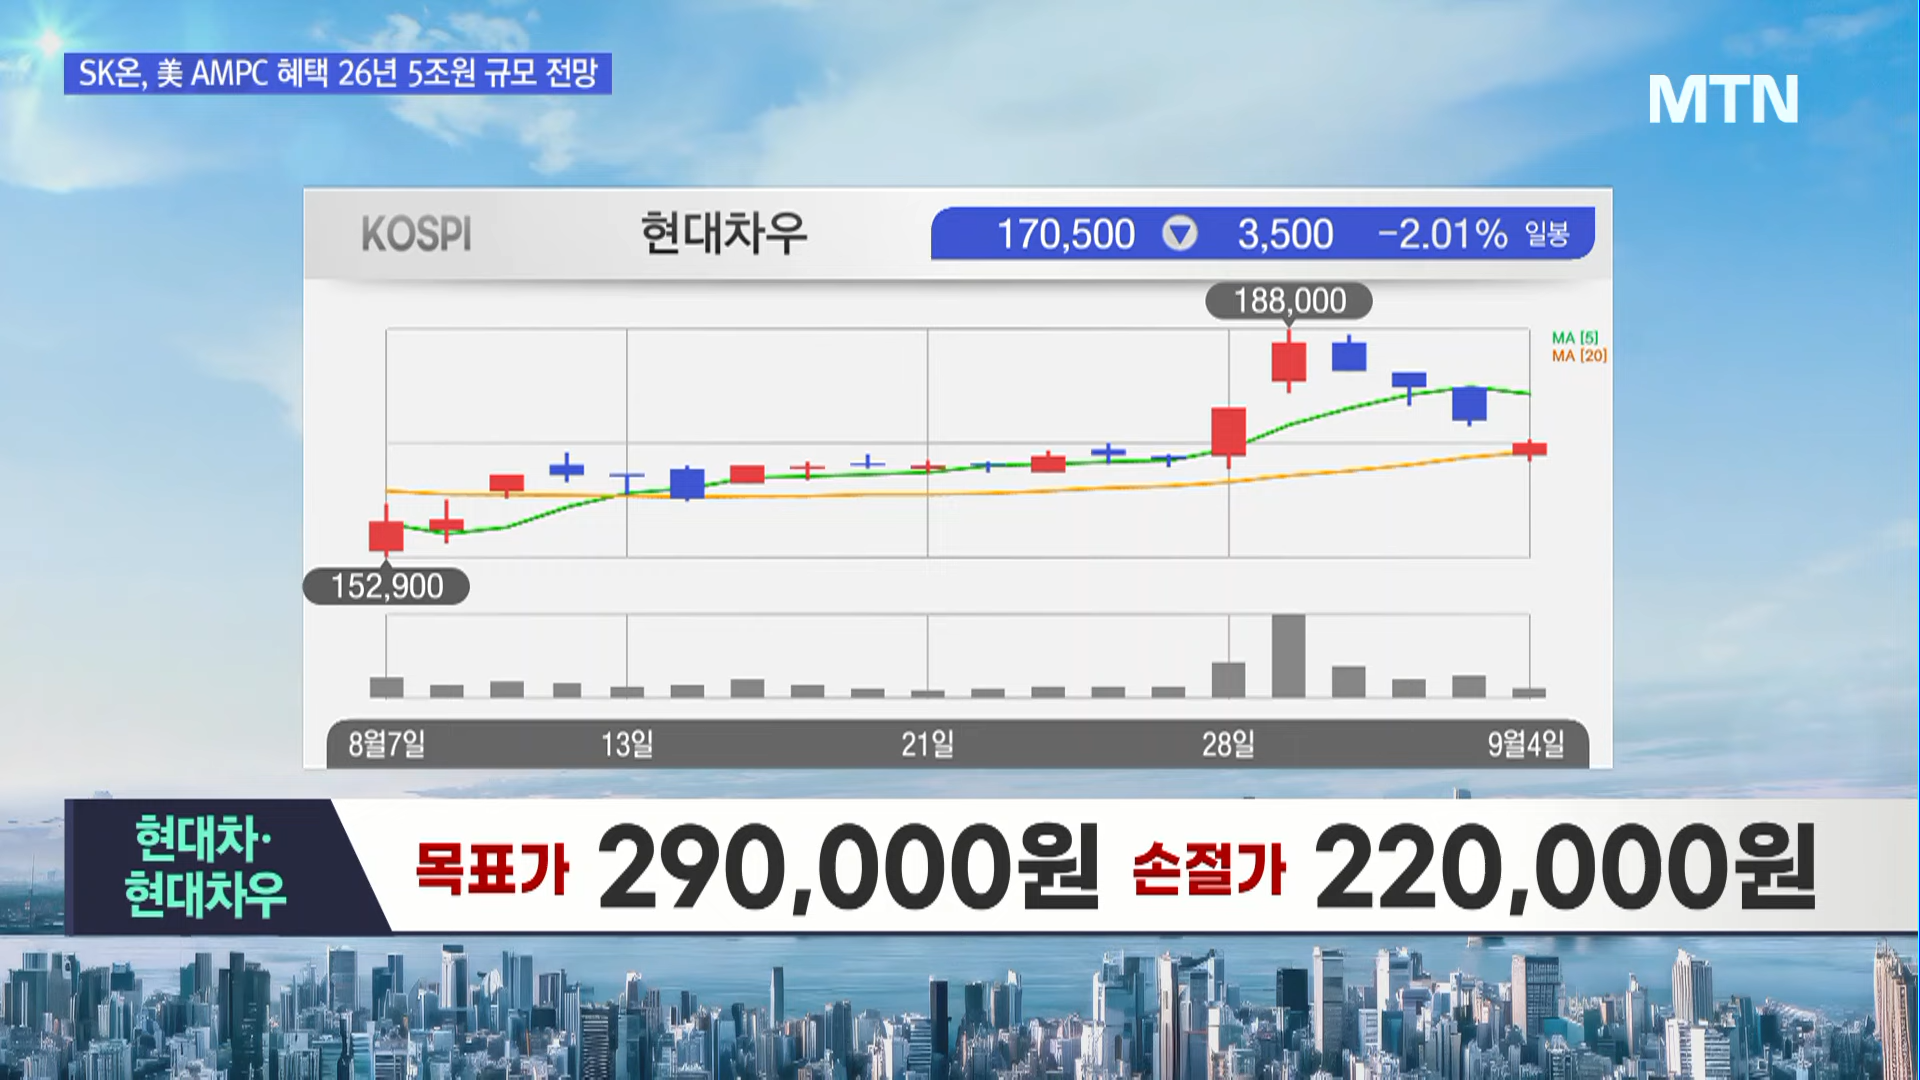 SK온, 美 AMPC 혜택 26년 5조원 규모 전망
MTN
KOSPI 현대차우 170,500 ▼ 3,500 -2.01% 일봉
188,000
MA [5]
MA [20]
152,900
8월7일 13일 21일 28일 9월4일
현대차·
현대차우
목표가 290,000원 손절가 220,000원